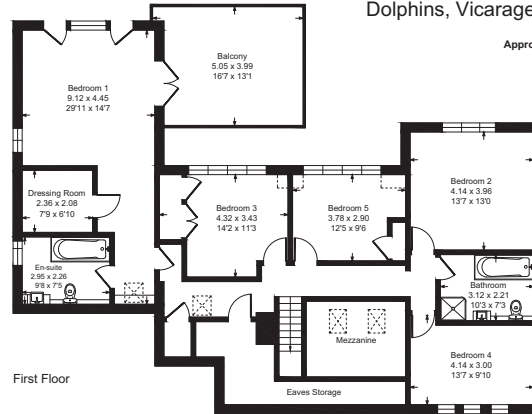 Dolphins, Vicarage
Appro
Balcony
5.05 x 3.99
16'7 x 13'1
Bedroom 1
9.12 x 4.45
29'11 x 14'7
Dressing Room
2.36 x 2.08
7'9 x 6'10
Bedroom 3
4.32 x 3.43
14'2 x 11'3
Bedroom 5
3.78 x 2.90
12'5 x 9'6
Bedroom 2
4.14 x 3.96
13'7 x 13'0
En-suite
2.95 x 2.26
9'8 x 7'5
Bathroom
3.12 x 2.21
10'3 x 7'3
Mezzanine
Bedroom 4
4.14 x 3.00
13'7 x 9'10
First Floor
Eaves Storage